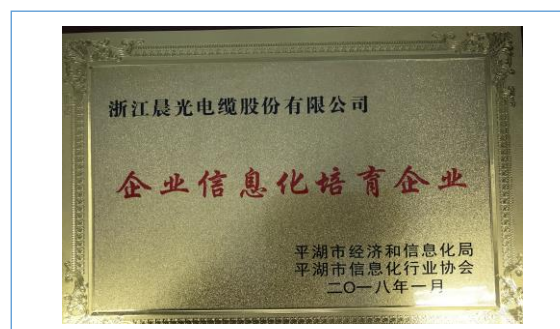 浙江晨光电缆股份有限公司
企业信息化培育企业
平湖市经济和信息化局
平湖市信息化行业协会
二〇一八年一月